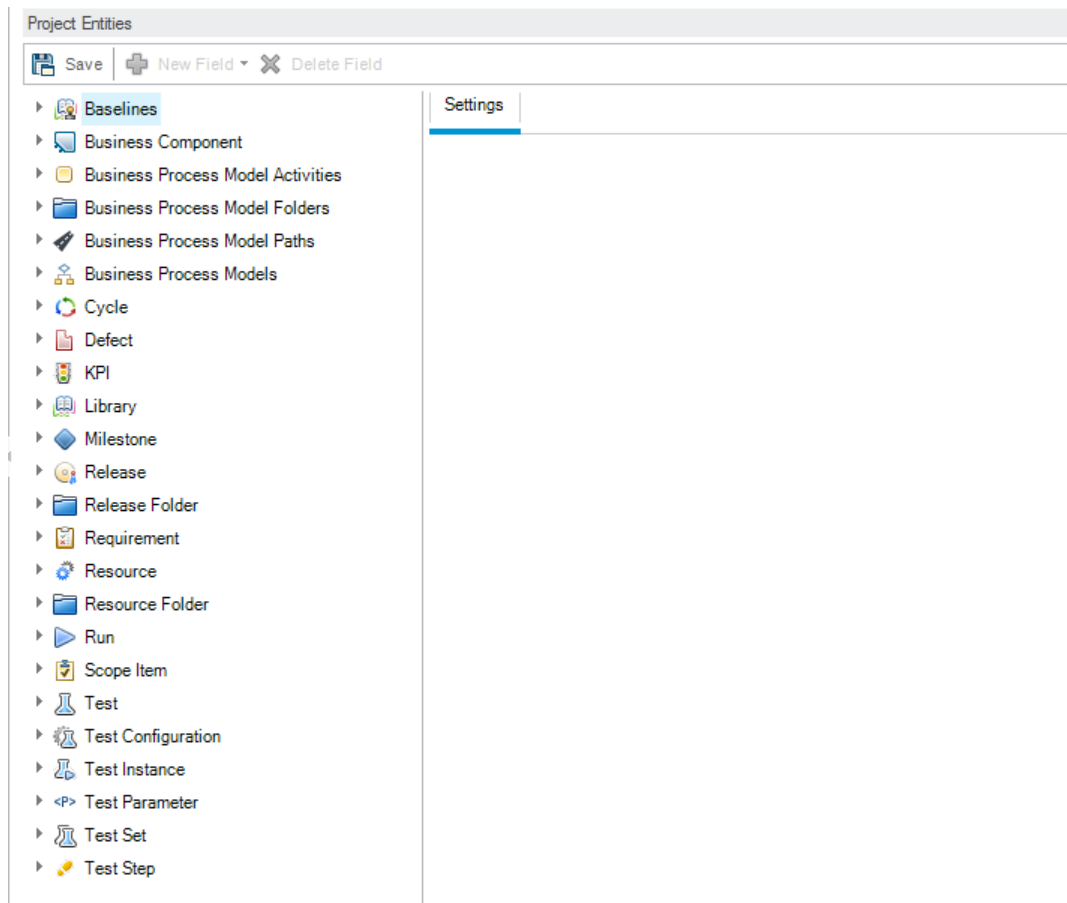 Project Entities
Save New Field Delete Field
Settings
Baselines
Business Component
Business Process Model Activities
Business Process Model Folders
Business Process Model Paths
Business Process Models
Cycle
Defect
KPI
Library
Milestone
Release
Release Folder
Requirement
Resource
Resource Folder
Run
Scope Item
Test
Test Configuration
Test Instance
<P> Test Parameter
Test Set
Test Step